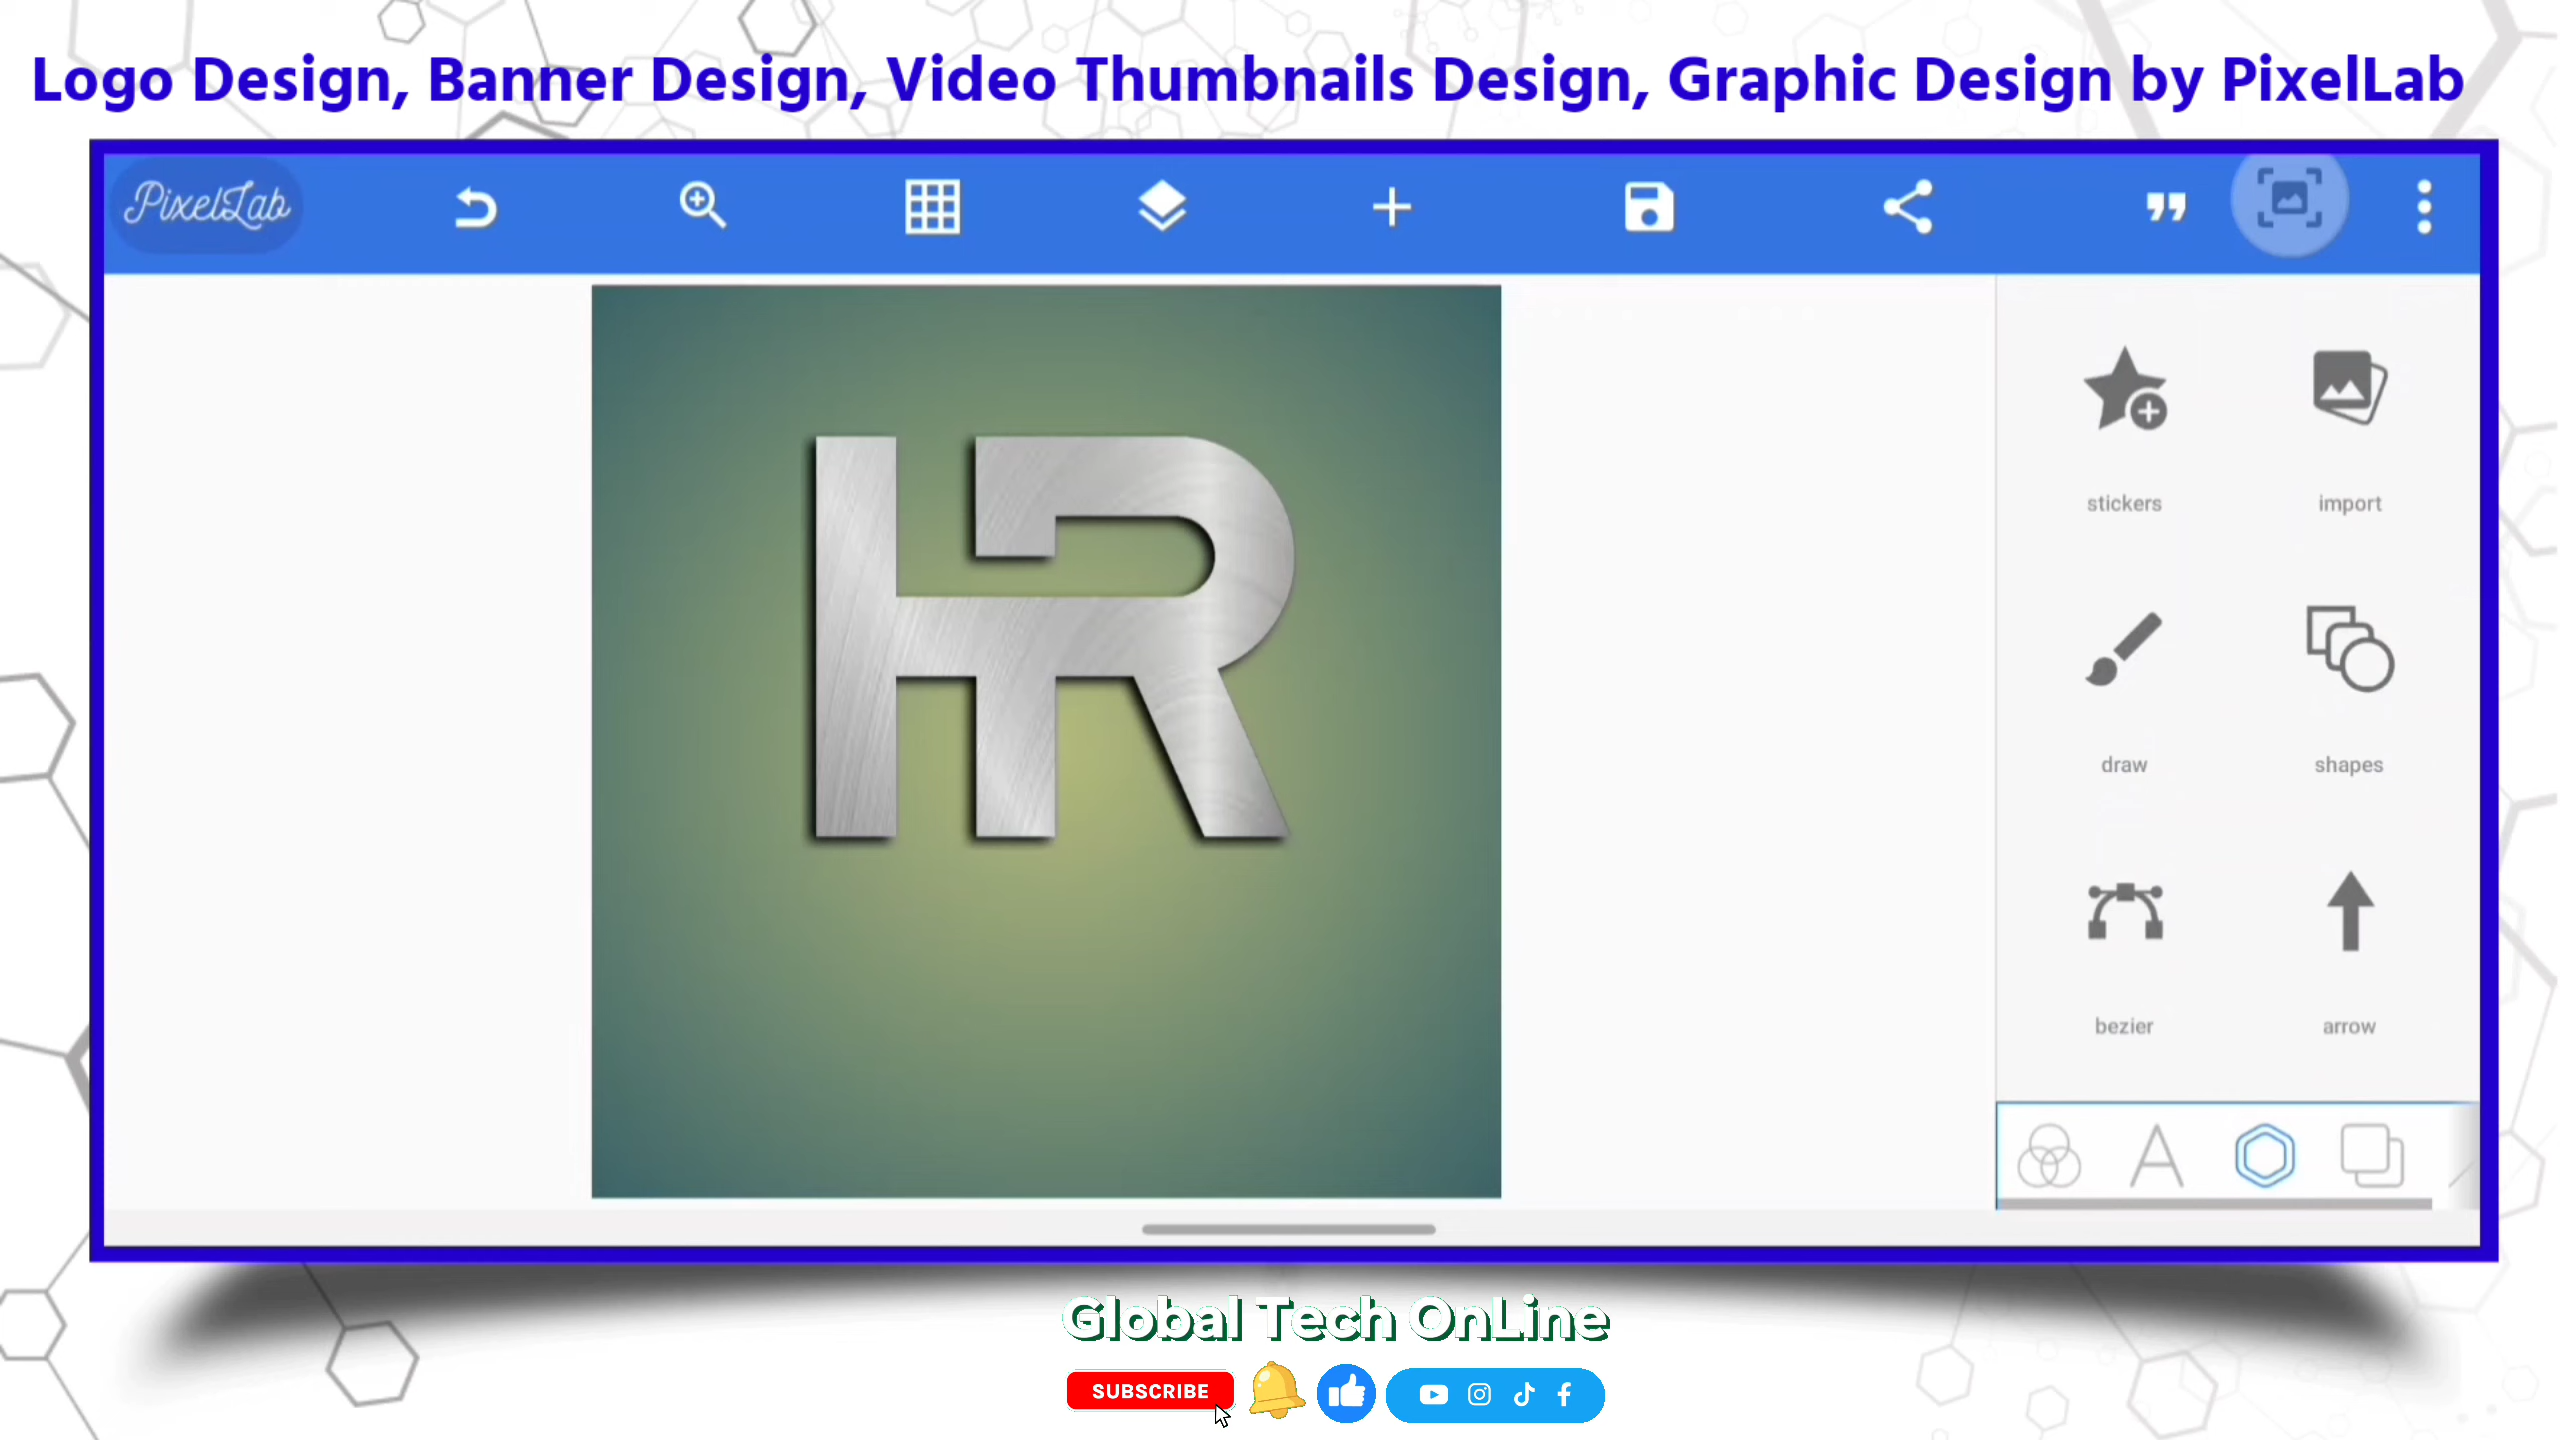 Logo Design, Banner Design, Video Thumbnails Design, Graphic Design by PixelLab
PixelLab
HR
stickers import
draw shapes
bezier arrow
Global Tech OnLine
SUBSCRIBE